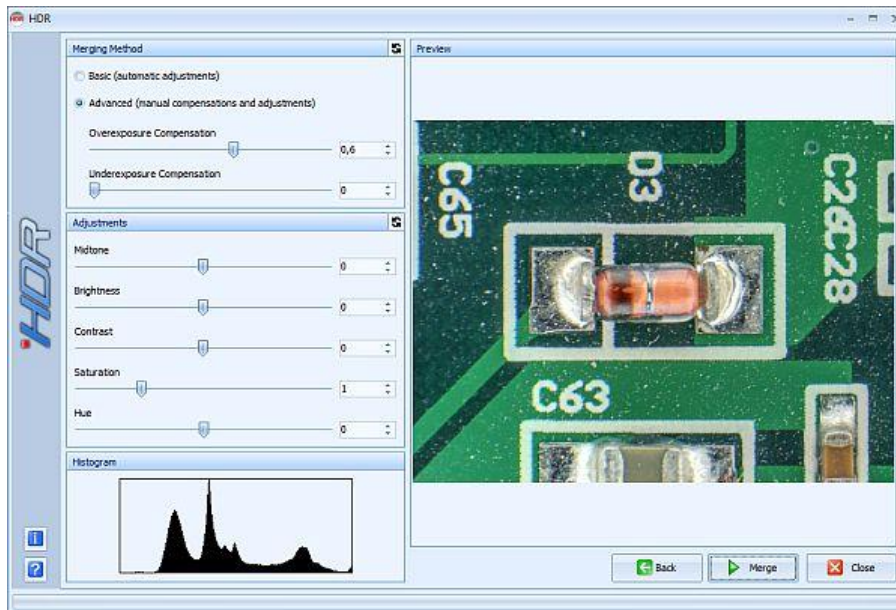 HDR
Merging Method
Basic (automatic adjustments)
Advanced (manual compensations and adjustments)
Overexposure Compensation
0,6
Underexposure Compensation
0
Adjustments
Midtone
0
Brightness
0
Contrast
0
Saturation
1
Hue
0
Histogram
Preview
C65
D3
C26
C28
C63
iHDR
Back
Merge
Close